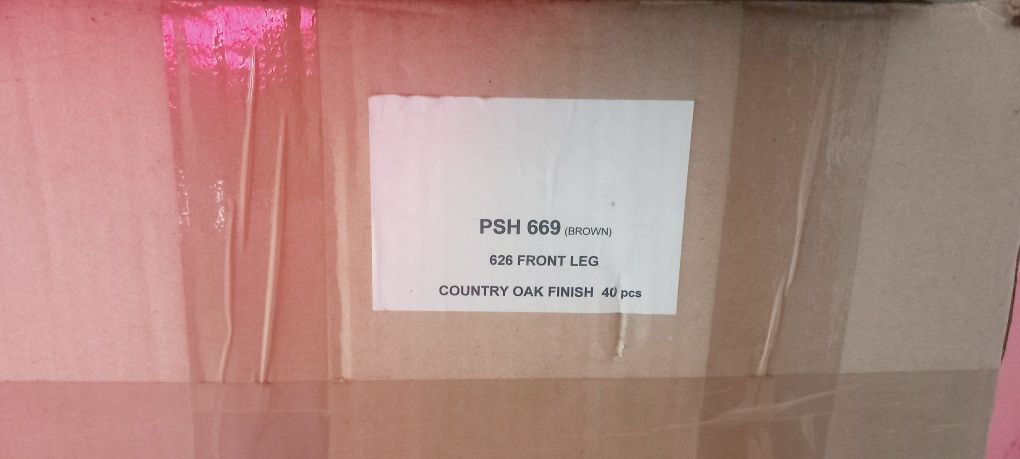 PSH 669 (BROWN)
626 FRONT LEG
COUNTRY OAK FINISH 40 pcs